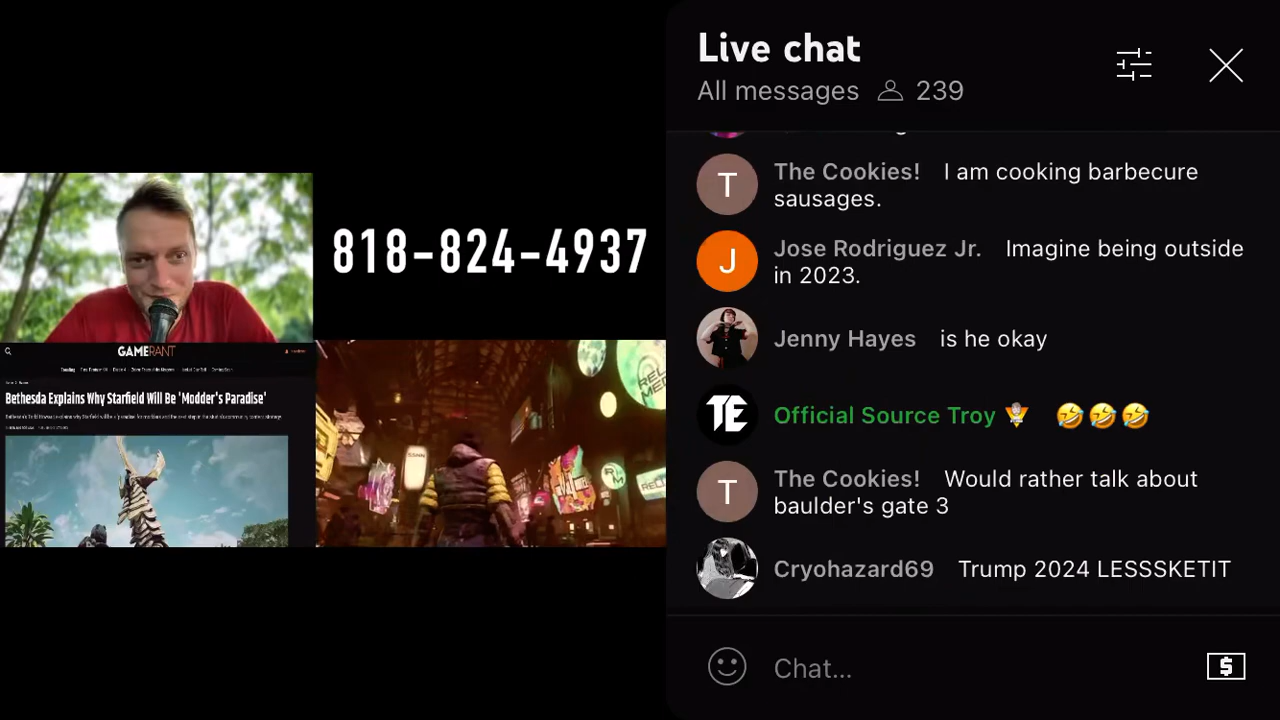 Live chat
All messages 239
T The Cookies! I am cooking barbecure
sausages.
J Jose Rodriguez Jr. Imagine being outside
in 2023.
Jenny Hayes is he okay
TE Official Source Troy 🤣🤣🤣
T The Cookies! Would rather talk about
baulder's gate 3
Cryohazard69 Trump 2024 LESSSKETIT
Chat...
$
818-824-4937
GAMERANT
Bethesda Explains Why Starfield Will Be 'Modder's Paradise'